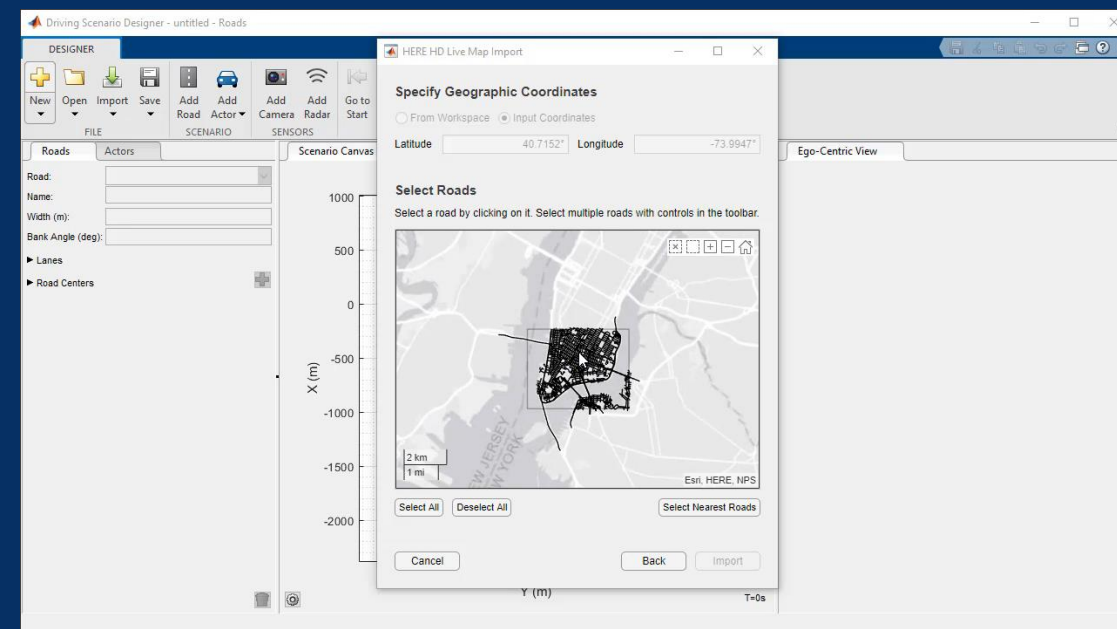 Driving Scenario Designer - untitled - Roads
DESIGNER
New
Open
Import
Save
Add Road
Add Actor
Add Camera
Add Radar
Go to Start
FILE
SCENARIO
SENSORS
Roads
Actors
Road:
Name:
Width (m):
Bank Angle (deg):
Lanes
Road Centers
Scenario Canvas
1000
500
0
-500
-1000
-1500
-2000
X (m)
Y (m)
T=0s
HERE HD Live Map Import
Specify Geographic Coordinates
From Workspace Input Coordinates
Latitude 40.7152° Longitude -73.9947°
Select Roads
Select a road by clicking on it. Select multiple roads with controls in the toolbar.
NEW JERSEY
NEW YORK
2 km
1 mi
Esri, HERE, NPS
Select All Deselect All Select Nearest Roads
Cancel Back Import
Ego-Centric View